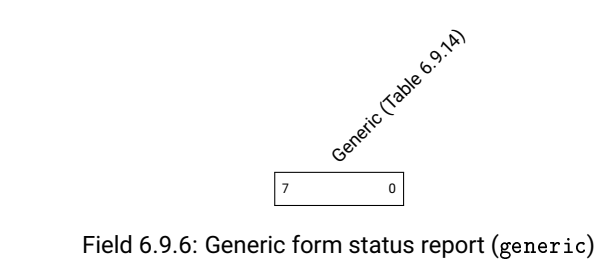 Generic (Table 6.9.14)
7 0
Field 6.9.6: Generic form status report (generic)